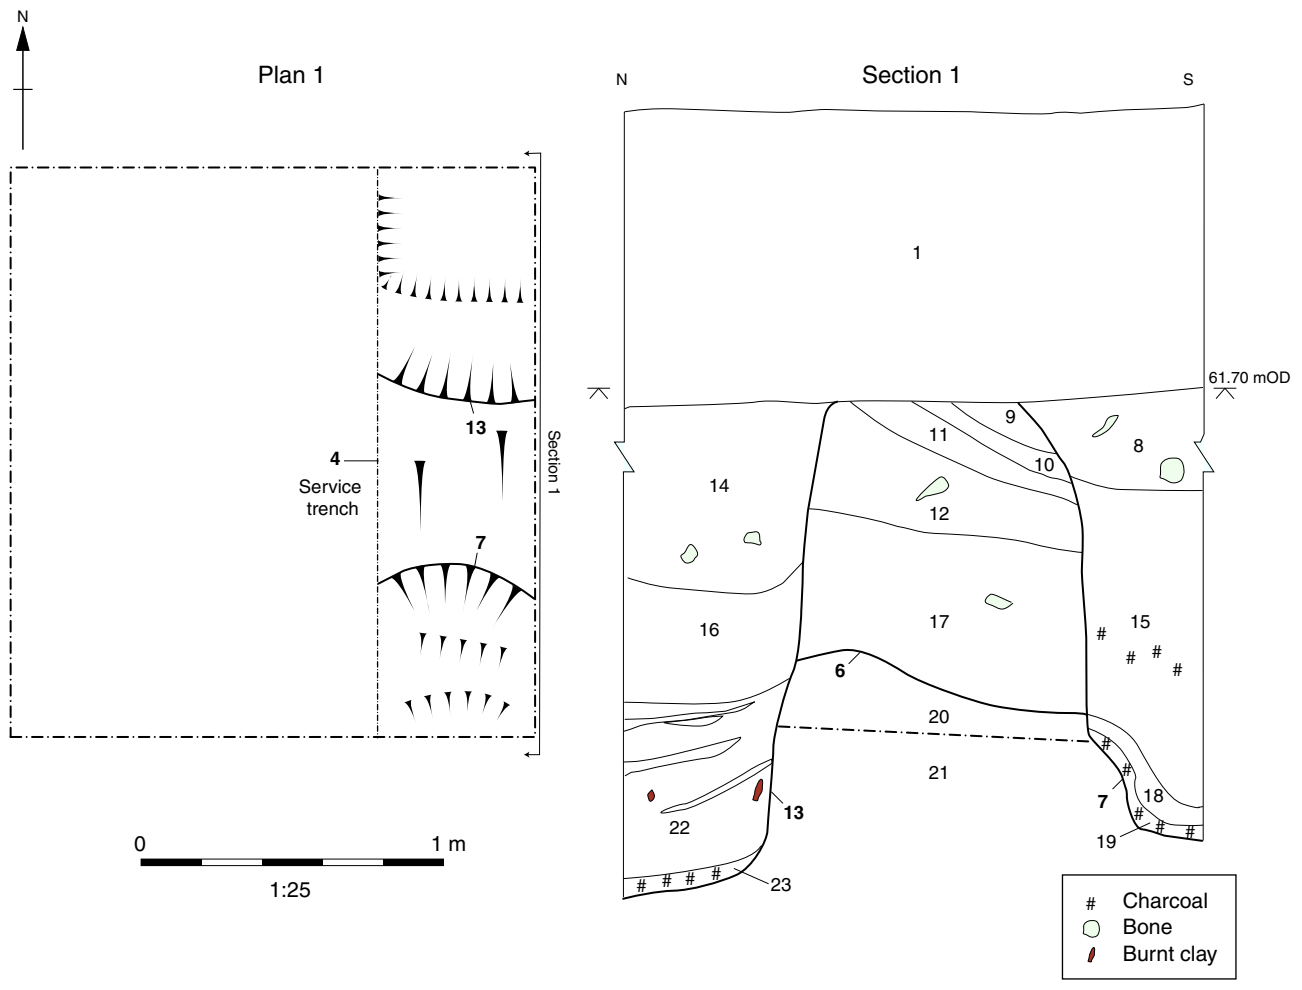 N
Plan 1
13
4
Service
trench
7
Section 1
0
1 m
1:25
N
Section 1
S
1
61.70 mOD
9
11
8
10
14
12
17
15
16
6
20
21
7
18
13
22
19
23
# Charcoal
Bone
Burnt clay
# # # #
# # # # # #
# # # #